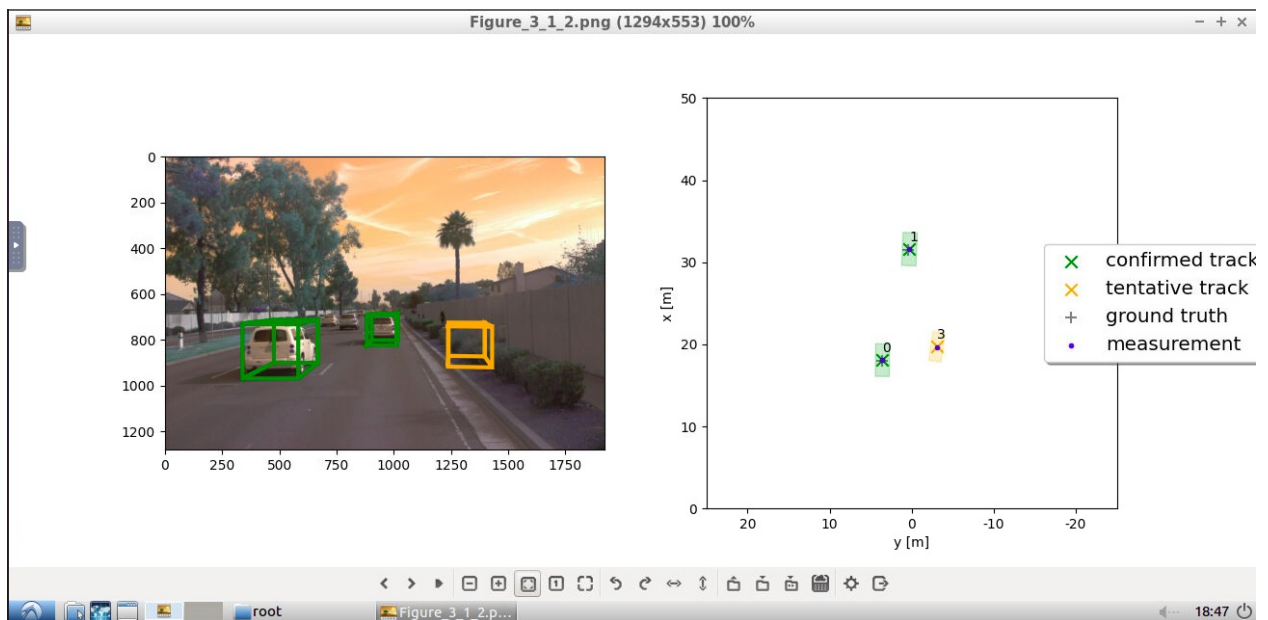 Figure_3_1_2.png (1294x553) 100%
0
200
400
600
800
1000
1200
0 250 500 750 1000 1250 1500 1750
50
40
30
20
10
0
x [m]
1
3
0
20 10 0 -10 -20
y [m]
confirmed track
tentative track
ground truth
measurement
1
root
Figure_3_1_2.p...
18:47